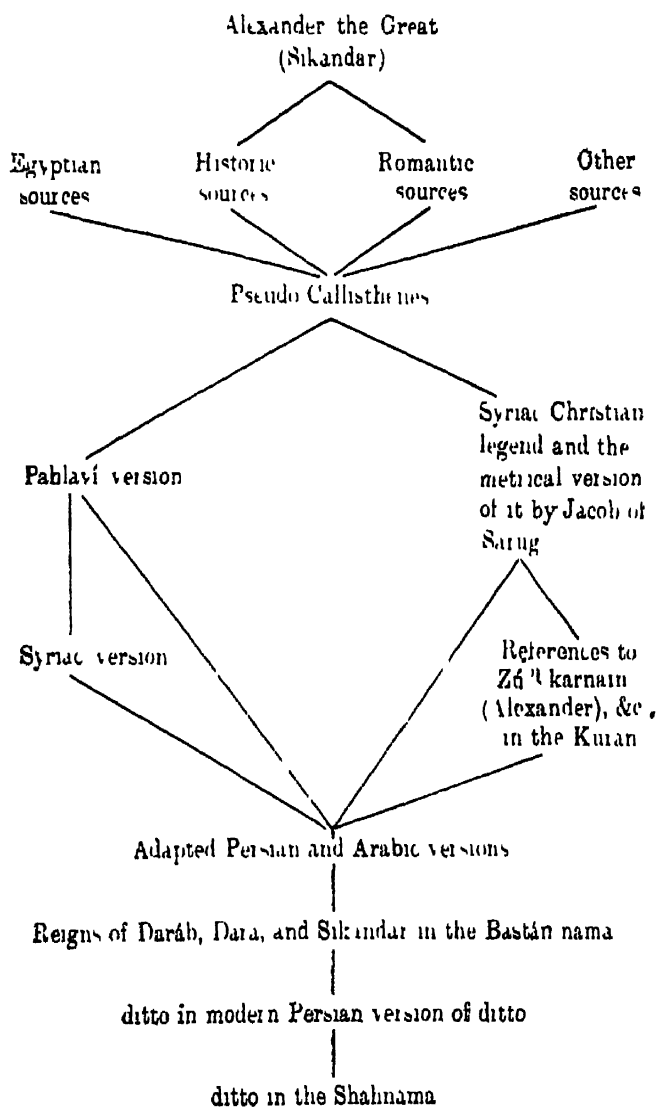 Alexander the Great
(Sikandar)
Egyptian
sources
Historic
sources
Romantic
sources
Other
sources
Pseudo Callisthenes
Pahlaví version
Syriac Christian
legend and the
metrical version
of it by Jacob of
Sarug
Syriac version
References to
Zú'l karnain
(Alexander), &c.,
in the Kuran
Adapted Persian and Arabic versions
Reigns of Daráb, Dara, and Sikandar in the Bastán nama
ditto in modern Persian version of ditto
ditto in the Shahnama